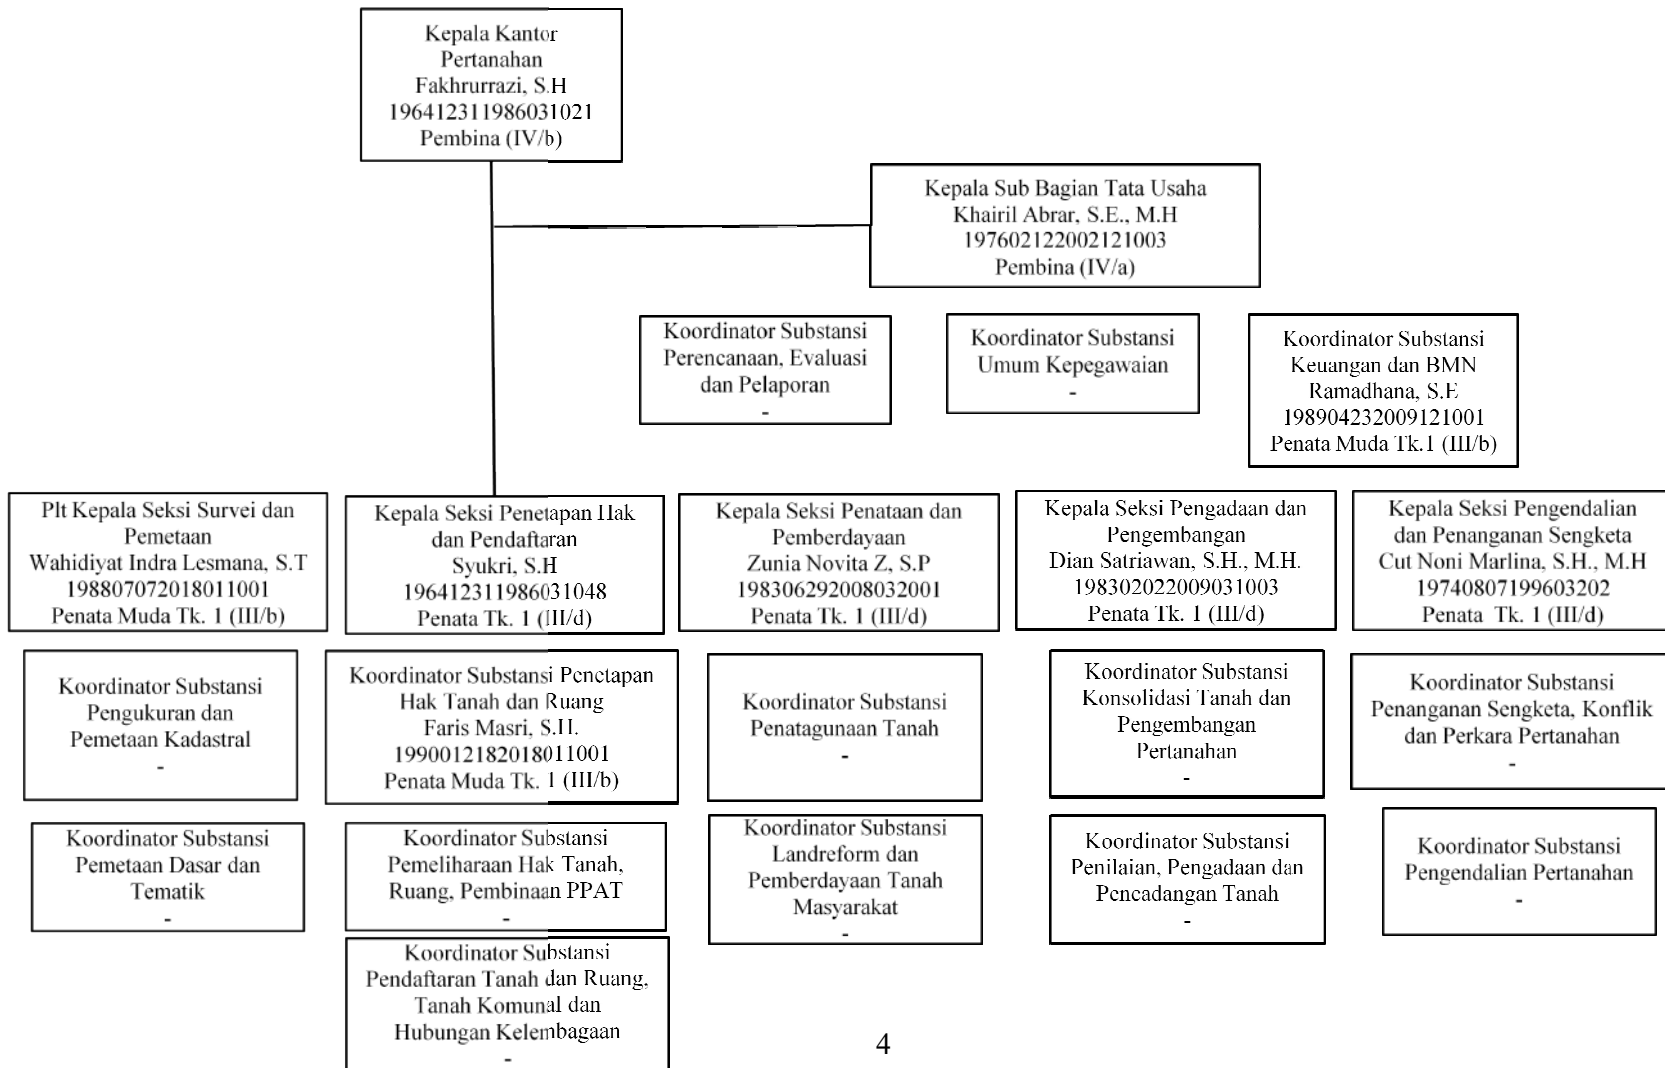 Kepala Kantor
Pertanahan
Fakhrurrazi, S.H
196412311986031021
Pembina (IV/b)
Kepala Sub Bagian Tata Usaha
Khairil Abrar, S.E., M.H
197602122002121003
Pembina (IV/a)
Koordinator Substansi
Perencanaan, Evaluasi
dan Pelaporan
-
Koordinator Substansi
Umum Kepegawaian
-
Koordinator Substansi
Keuangan dan BMN
Ramadhana, S.E
198904232009121001
Penata Muda Tk.1 (III/b)
Plt Kepala Seksi Survei dan
Pemetaan
Wahidiyat Indra Lesmana, S.T
198807072018011001
Penata Muda Tk. 1 (III/b)
Kepala Seksi Penetapan Hak
dan Pendaftaran
Syukri, S.H
196412311986031048
Penata Tk. 1 (III/d)
Kepala Seksi Penataan dan
Pemberdayaan
Zunia Novita Z, S.P
198306292008032001
Penata Tk. 1 (III/d)
Kepala Seksi Pengadaan dan
Pengembangan
Dian Satriawan, S.H., M.H.
198302022009031003
Penata Tk. 1 (III/d)
Kepala Seksi Pengendalian
dan Penanganan Sengketa
Cut Noni Marlina, S.H., M.H
19740807199603202
Penata Tk. 1 (III/d)
Koordinator Substansi
Pengukuran dan
Pemetaan Kadastral
-
Koordinator Substansi Penetapan
Hak Tanah dan Ruang
Faris Masri, S.H.
1990012182018011001
Penata Muda Tk. 1 (III/b)
Koordinator Substansi
Penatagunaan Tanah
-
Koordinator Substansi
Konsolidasi Tanah dan
Pengembangan
Pertanahan
-
Koordinator Substansi
Penanganan Sengketa, Konflik
dan Perkara Pertanahan
-
Koordinator Substansi
Pemetaan Dasar dan
Tematik
-
Koordinator Substansi
Pemeliharaan Hak Tanah,
Ruang, Pembinaan PPAT
-
Koordinator Substansi
Landreform dan
Pemberdayaan Tanah
Masyarakat
-
Koordinator Substansi
Penilaian, Pengadaan dan
Pencadangan Tanah
-
Koordinator Substansi
Pengendalian Pertanahan
-
Koordinator Substansi
Pendaftaran Tanah dan Ruang,
Tanah Komunal dan
Hubungan Kelembagaan
-
4